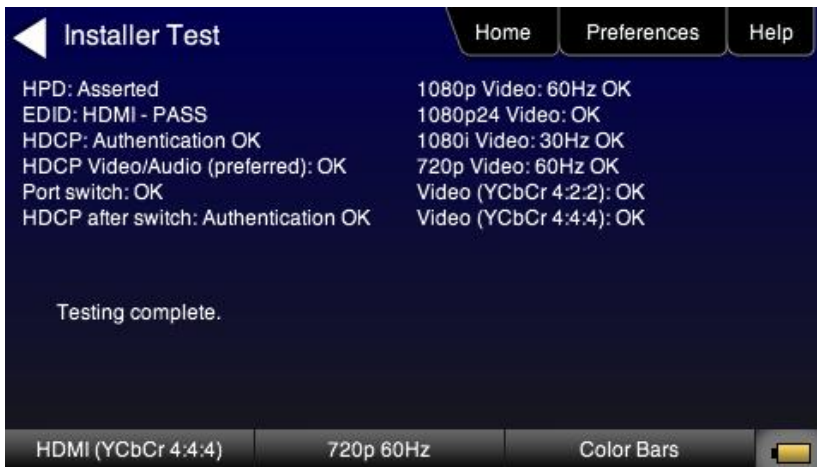 Installer Test
Home
Preferences
Help
HPD: Asserted
EDID: HDMI - PASS
HDCP: Authentication OK
HDCP Video/Audio (preferred): OK
Port switch: OK
HDCP after switch: Authentication OK
1080p Video: 60Hz OK
1080p24 Video: OK
1080i Video: 30Hz OK
720p Video: 60Hz OK
Video (YCbCr 4:2:2): OK
Video (YCbCr 4:4:4): OK
Testing complete.
HDMI (YCbCr 4:4:4)
720p 60Hz
Color Bars